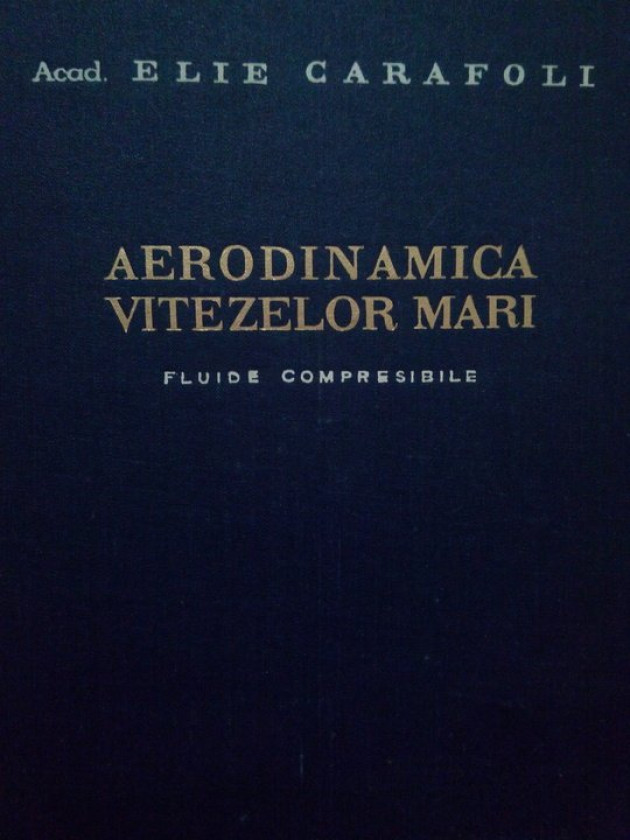 Acad. ELIE CARAFOLI
AERODINAMICA
VITEZELOR MARI
FLUIDE COMPRESIBILE